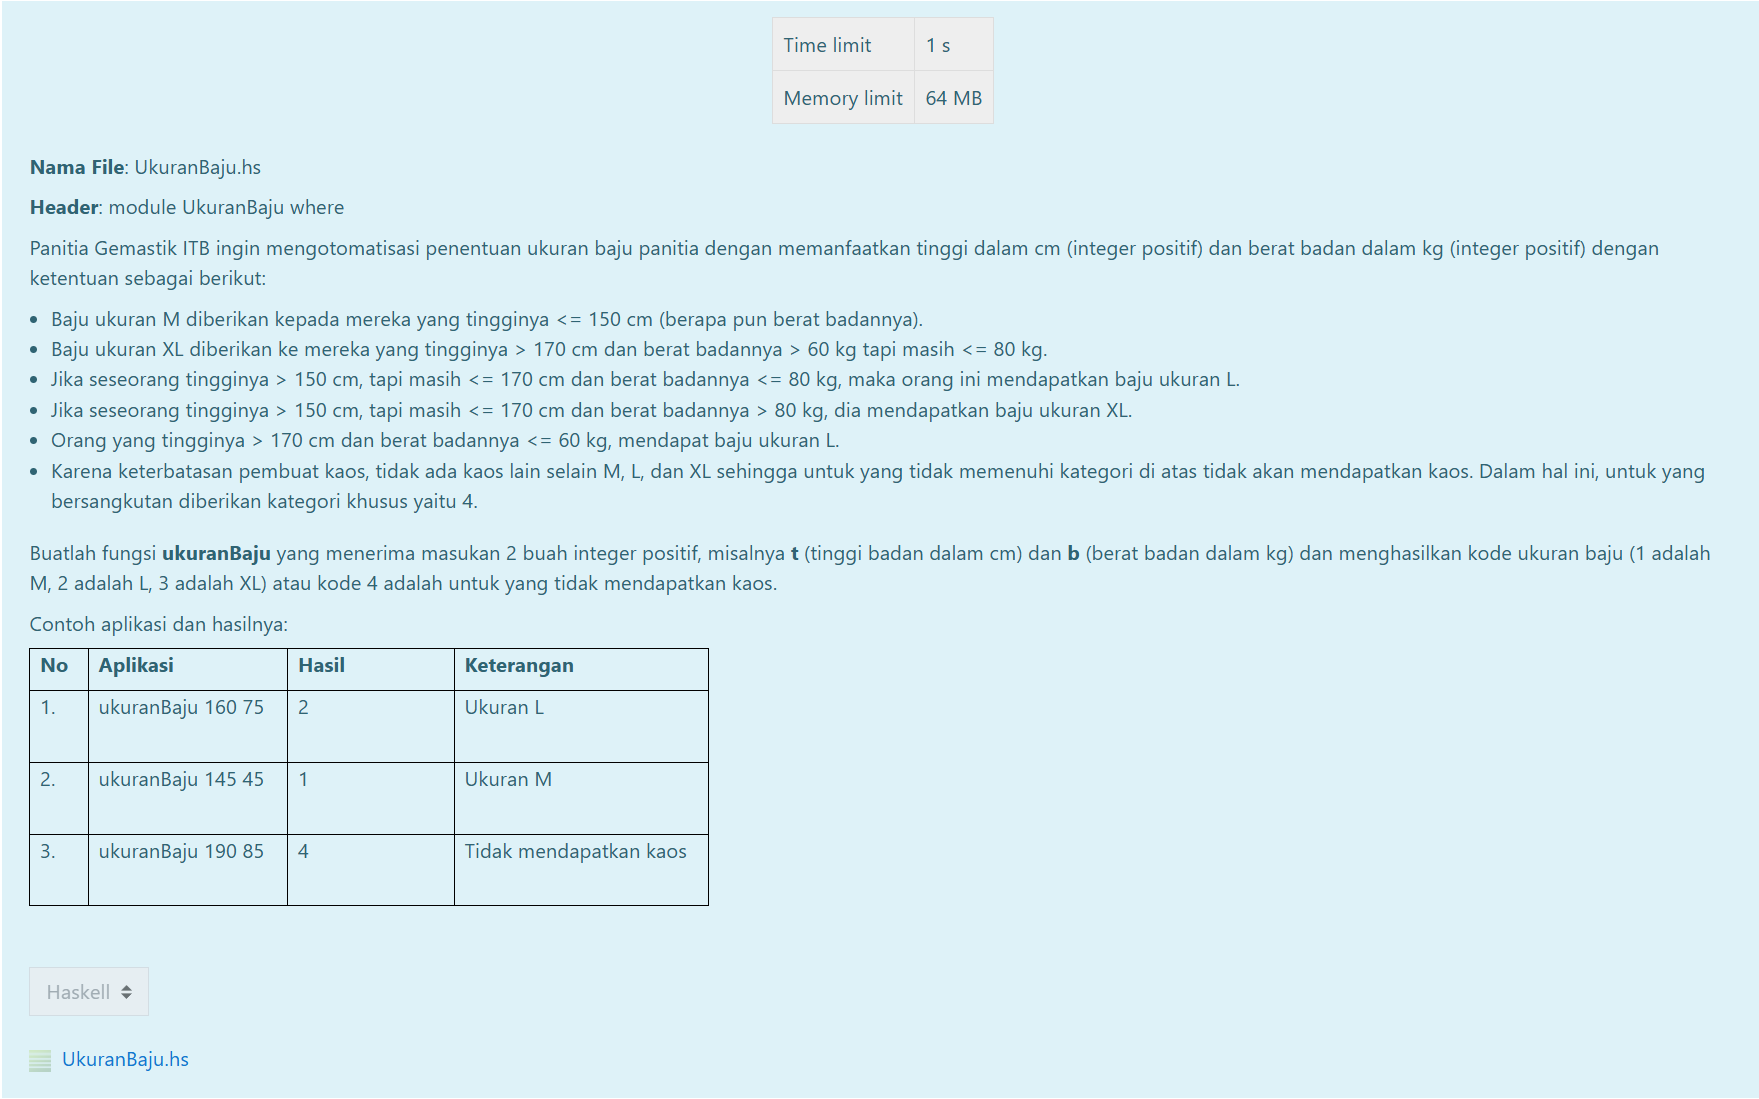 Time limit 1 s
Memory limit 64 MB
Nama File: UkuranBaju.hs
Header: module UkuranBaju where
Panitia Gemastik ITB ingin mengotomatisasi penentuan ukuran baju panitia dengan memanfaatkan tinggi dalam cm (integer positif) dan berat badan dalam kg (integer positif) dengan
ketentuan sebagai berikut:
• Baju ukuran M diberikan kepada mereka yang tingginya <= 150 cm (berapa pun berat badannya).
• Baju ukuran XL diberikan ke mereka yang tingginya > 170 cm dan berat badannya > 60 kg tapi masih <= 80 kg.
• Jika seseorang tingginya > 150 cm, tapi masih <= 170 cm dan berat badannya <= 80 kg, maka orang ini mendapatkan baju ukuran L.
• Jika seseorang tingginya > 150 cm, tapi masih <= 170 cm dan berat badannya > 80 kg, dia mendapatkan baju ukuran XL.
• Orang yang tingginya > 170 cm dan berat badannya <= 60 kg, mendapat baju ukuran L.
• Karena keterbatasan pembuat kaos, tidak ada kaos lain selain M, L, dan XL sehingga untuk yang tidak memenuhi kategori di atas tidak akan mendapatkan kaos. Dalam hal ini, untuk yang
bersangkutan diberikan kategori khusus yaitu 4.
Buatlah fungsi ukuranBaju yang menerima masukan 2 buah integer positif, misalnya t (tinggi badan dalam cm) dan b (berat badan dalam kg) dan menghasilkan kode ukuran baju (1 adalah
M, 2 adalah L, 3 adalah XL) atau kode 4 adalah untuk yang tidak mendapatkan kaos.
Contoh aplikasi dan hasilnya:
No Aplikasi Hasil Keterangan
1. ukuranBaju 160 75 2 Ukuran L
2. ukuranBaju 145 45 1 Ukuran M
3. ukuranBaju 190 85 4 Tidak mendapatkan kaos
Haskell
UkuranBaju.hs